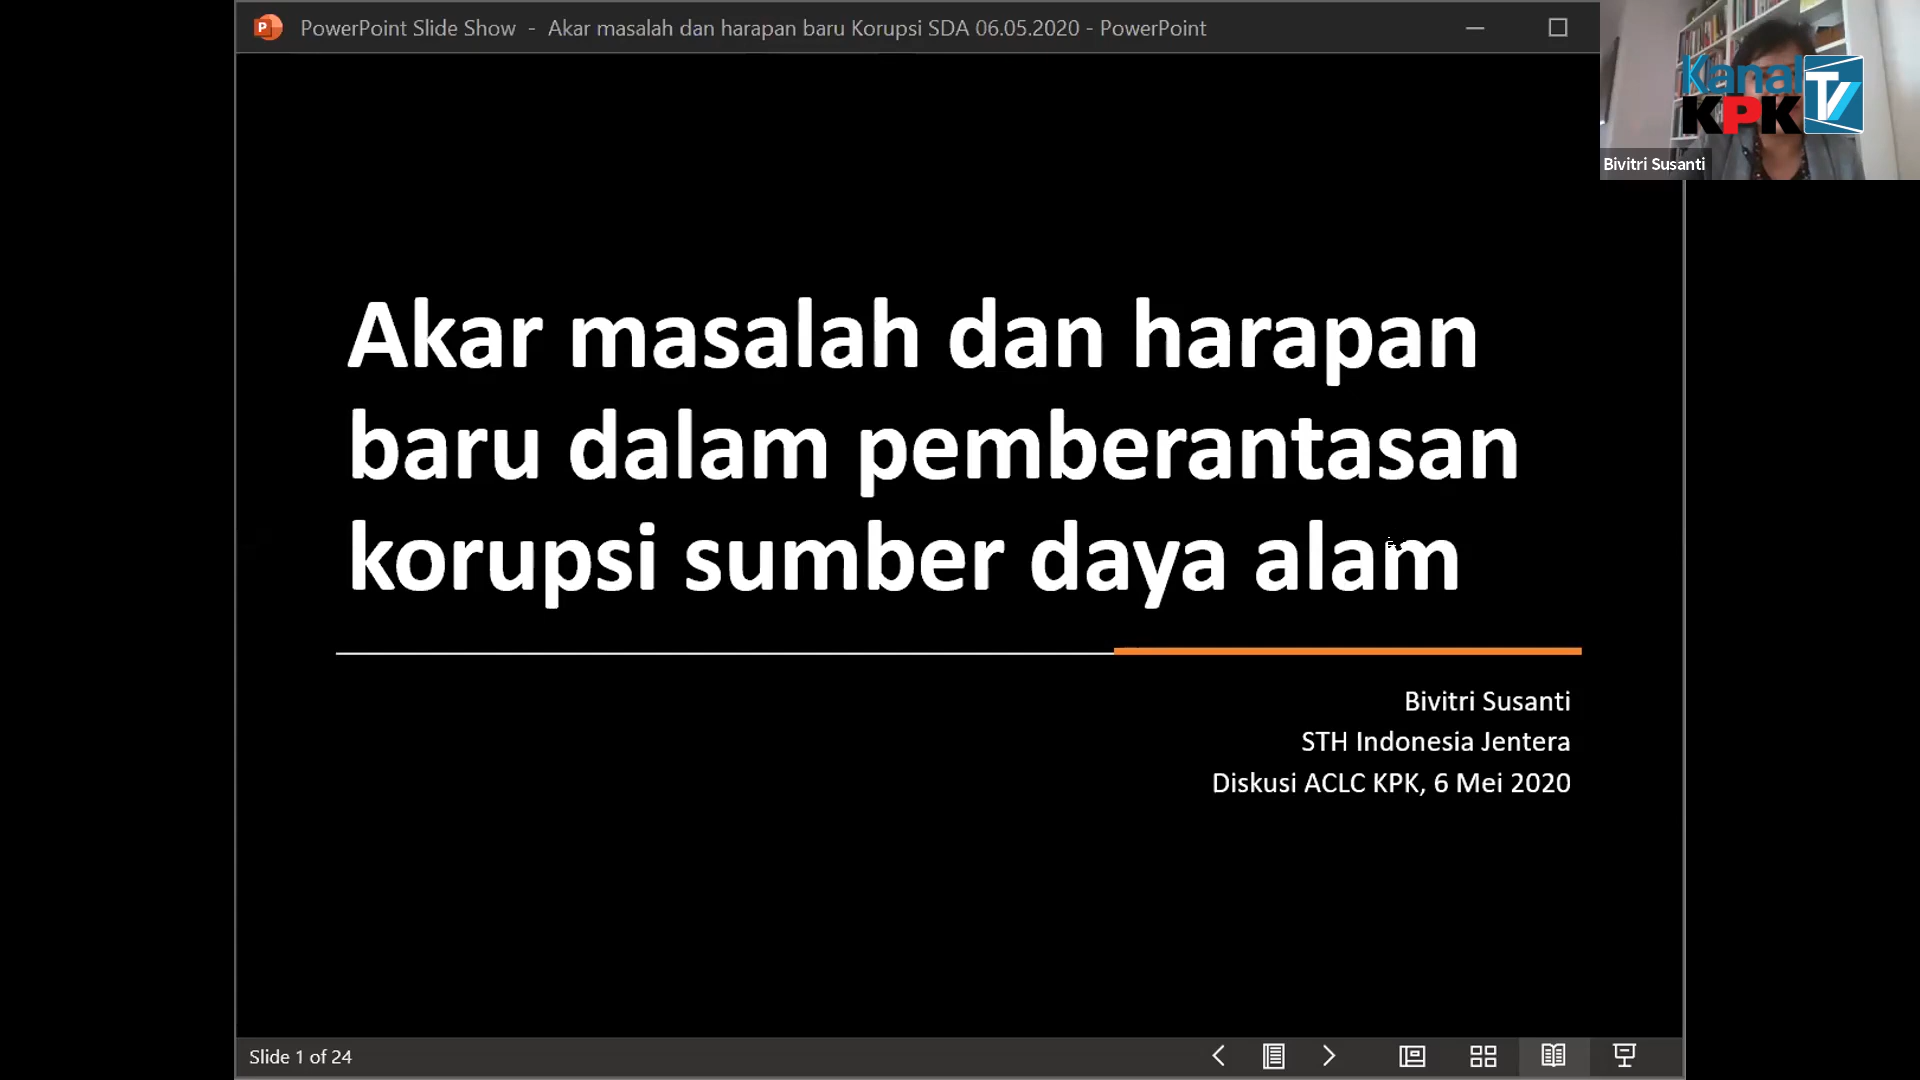 PowerPoint Slide Show - Akar masalah dan harapan baru Korupsi SDA 06.05.2020 - PowerPoint
Kanal
KPK TV
Bivitri Susanti
Akar masalah dan harapan
baru dalam pemberantasan
korupsi sumber daya alam
Bivitri Susanti
STH Indonesia Jentera
Diskusi ACLC KPK, 6 Mei 2020
Slide 1 of 24